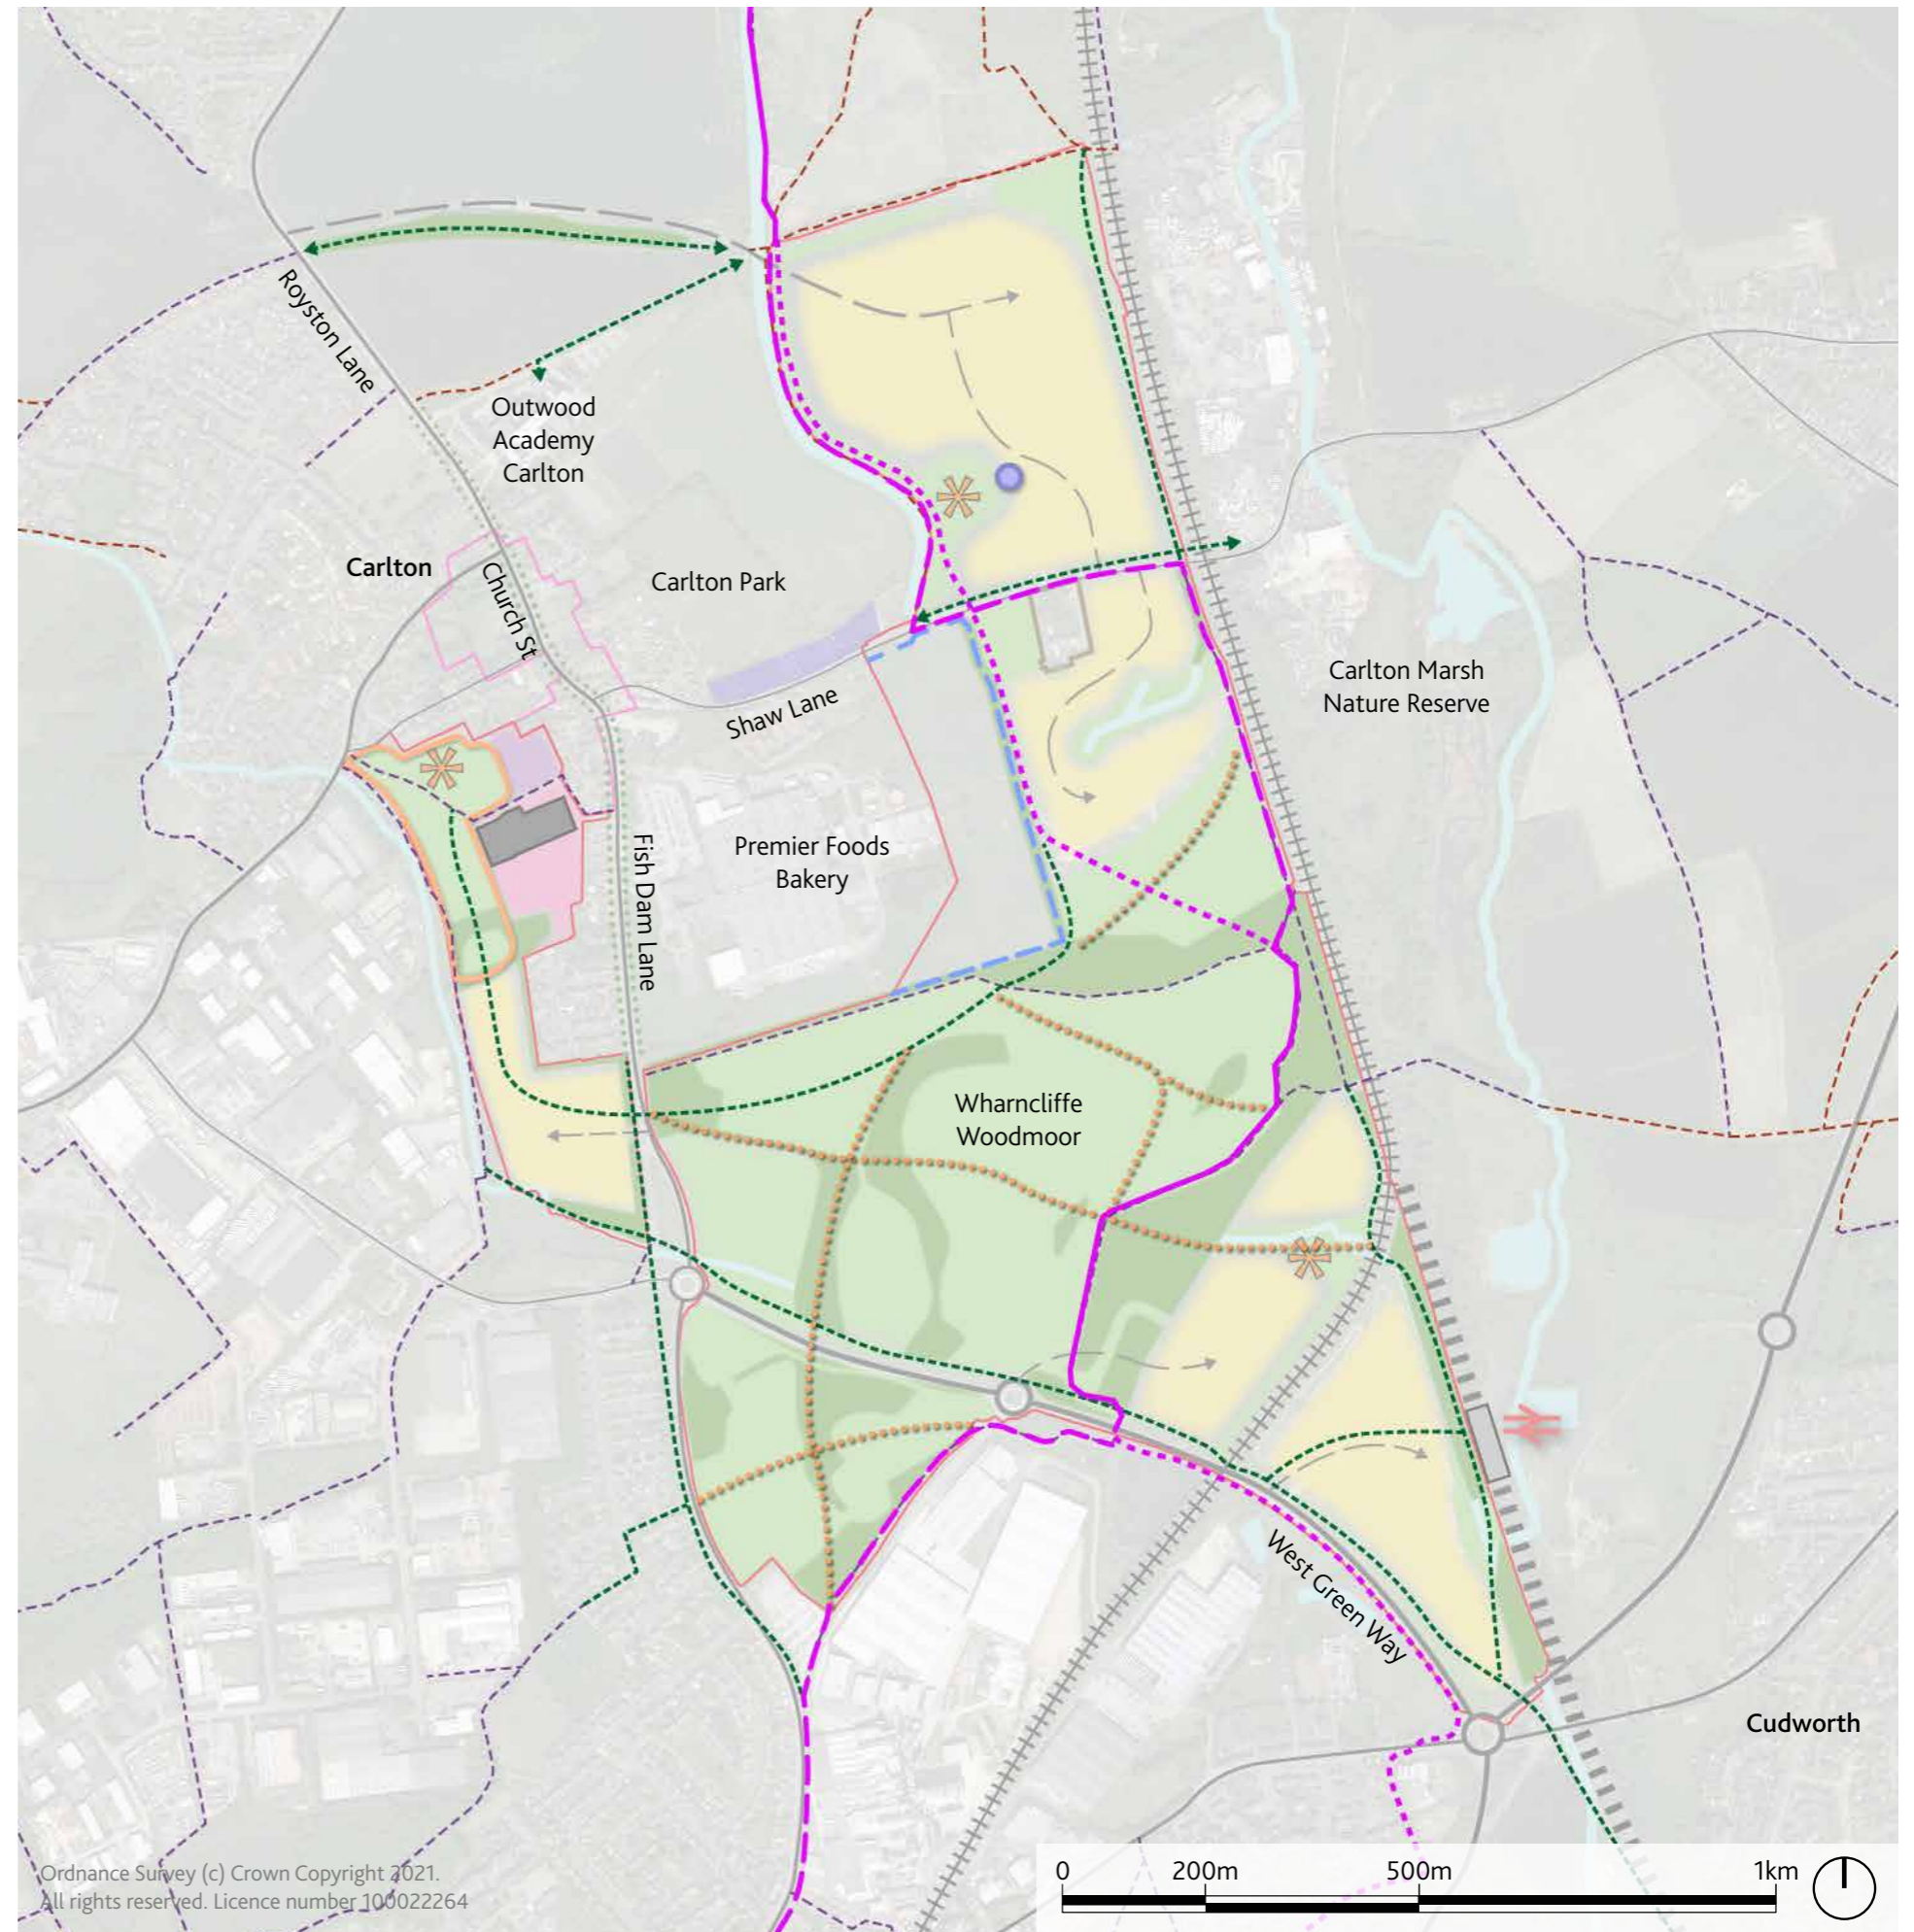 Royston Lane
Outwood
Academy
Carlton
Carlton
Church St
Carlton Park
Shaw Lane
Carlton Marsh
Nature Reserve
Fish Dam Lane
Premier Foods
Bakery
Wharncliffe
Woodmoor
West Green Way
Cudworth
Ordnance Survey (c) Crown Copyright 2021.
All rights reserved. Licence number 100022264
0 200m 500m 1km